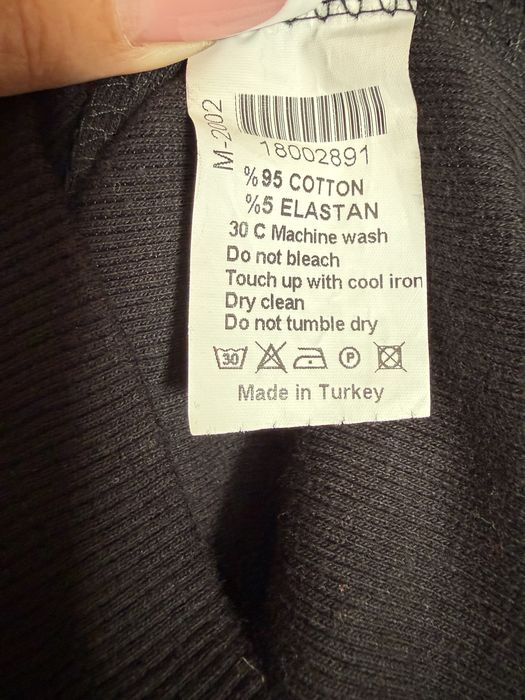 M-2002
18002891
%95 COTTON
%5 ELASTAN
30 C Machine wash
Do not bleach
Touch up with cool iron
Dry clean
Do not tumble dry
30 P
Made in Turkey